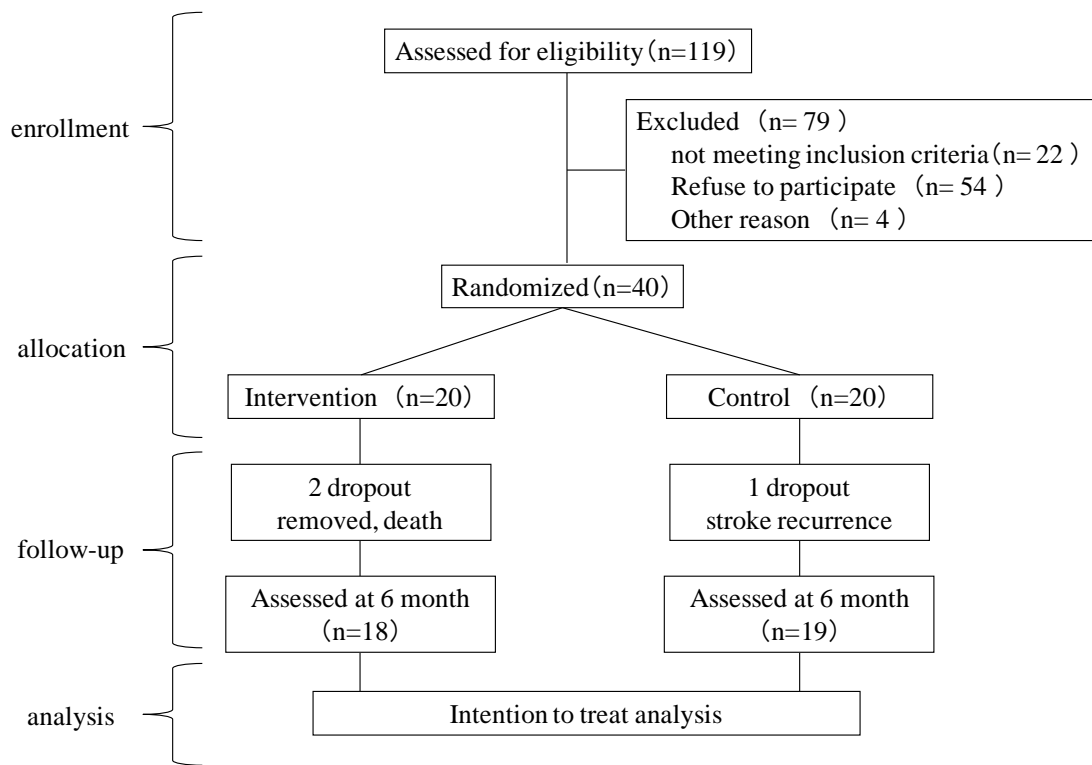 Assessed for eligibility（n=119）
enrollment
Excluded （n= 79 ）
not meeting inclusion criteria（n= 22 ）
Refuse to participate （n= 54 ）
Other reason （n= 4 ）
Randomized（n=40）
allocation
Intervention （n=20）
Control （n=20）
2 dropout
removed, death
1 dropout
stroke recurrence
follow-up
Assessed at 6 month
（n=18）
Assessed at 6 month
（n=19）
analysis
Intention to treat analysis